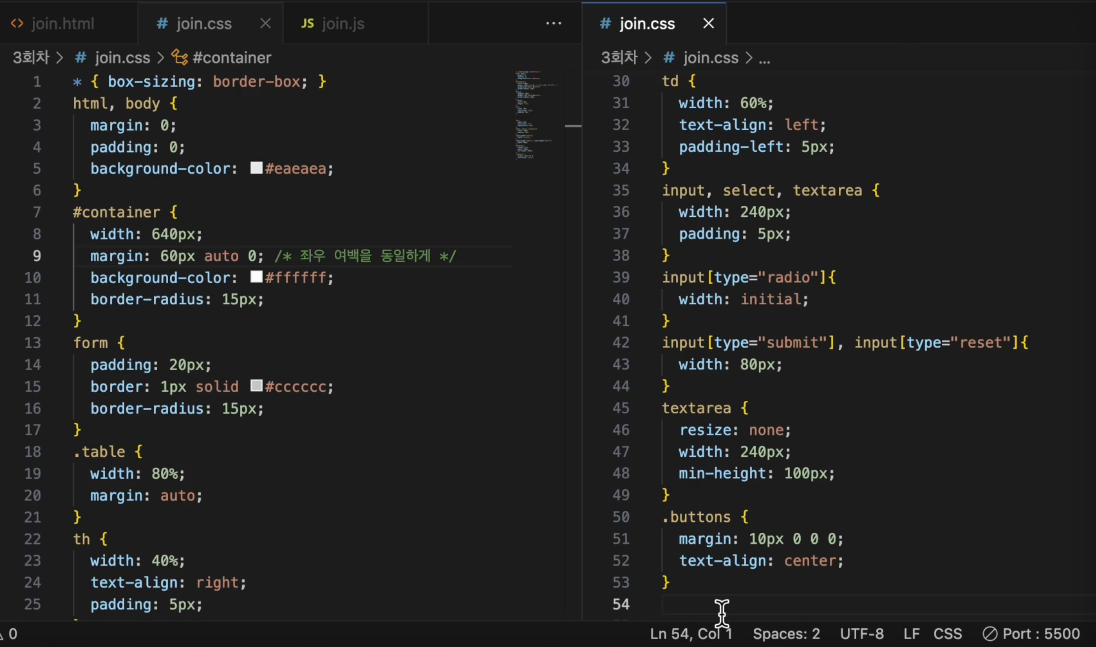 join.html
# join.css
JS join.js
...
# join.css
3회차 > # join.css > #container
3회차 > # join.css > ...
1 * { box-sizing: border-box; }
2 html, body {
3 margin: 0;
4 padding: 0;
5 background-color: #eaeaea;
6 }
7 #container {
8 width: 640px;
9 margin: 60px auto 0; /* 좌우 여백을 동일하게 */
10 background-color: #ffffff;
11 border-radius: 15px;
12 }
13 form {
14 padding: 20px;
15 border: 1px solid #cccccc;
16 border-radius: 15px;
17 }
18 .table {
19 width: 80%;
20 margin: auto;
21 }
22 th {
23 width: 40%;
24 text-align: right;
25 padding: 5px;
30 td {
31 width: 60%;
32 text-align: left;
33 padding-left: 5px;
34 }
35 input, select, textarea {
36 width: 240px;
37 padding: 5px;
38 }
39 input[type="radio"]{
40 width: initial;
41 }
42 input[type="submit"], input[type="reset"]{
43 width: 80px;
44 }
45 textarea {
46 resize: none;
47 width: 240px;
48 min-height: 100px;
49 }
50 .buttons {
51 margin: 10px 0 0 0;
52 text-align: center;
53 }
54
0
Ln 54, Col 1 Spaces: 2 UTF-8 LF CSS Port : 5500